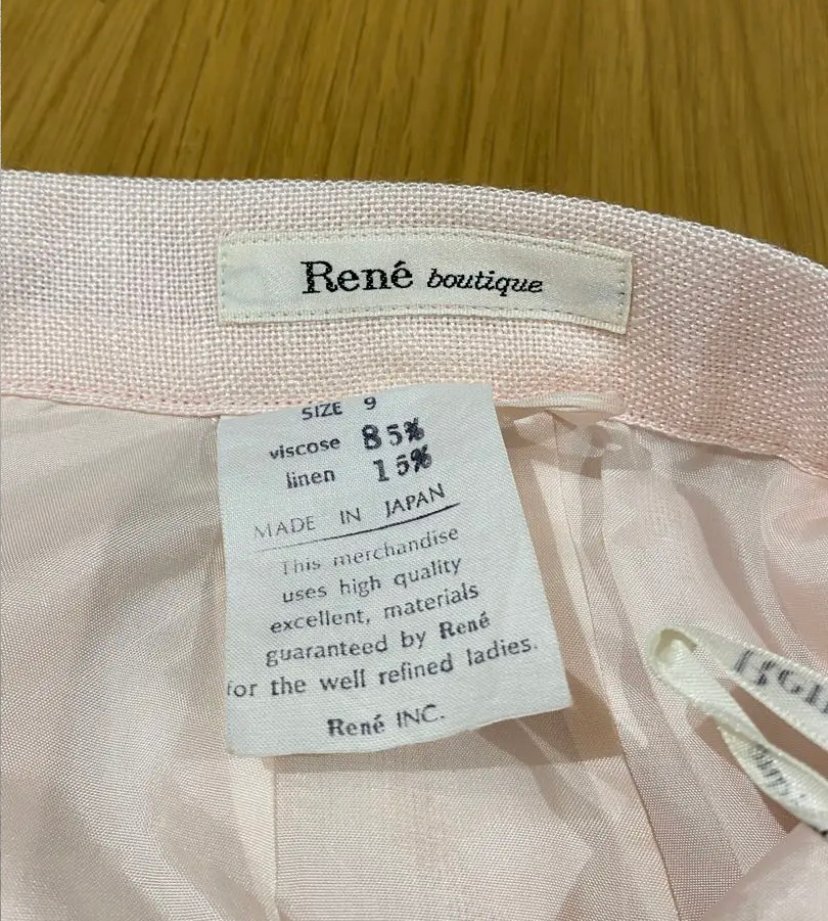 René boutique
SIZE 9
viscose 85%
linen 15%
MADE IN JAPAN
This merchandise
uses high quality
excellent, materials
guaranteed by René
for the well refined ladies.
René INC.